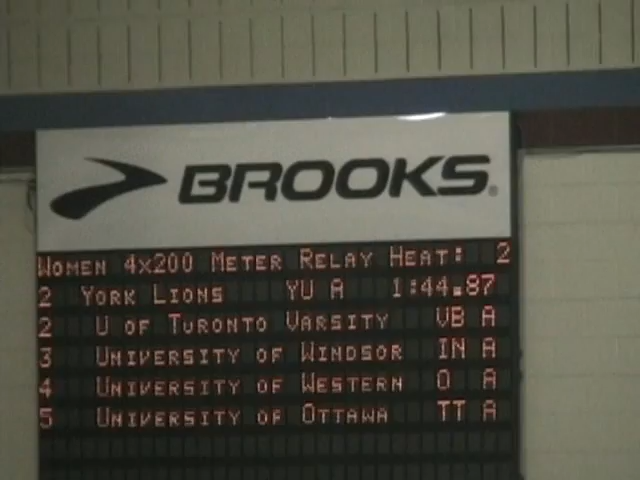 BROOKS®
WOMEN 4X200 METER RELAY HEAT: 2
2 YORK LIONS YU A 1:44.87
2 U OF TURONTO VARSITY VB A
3 UNIVERSITY OF WINDSOR IN A
4 UNIVERSITY OF WESTERN O A
5 UNIVERSITY OF OTTAWA TT A